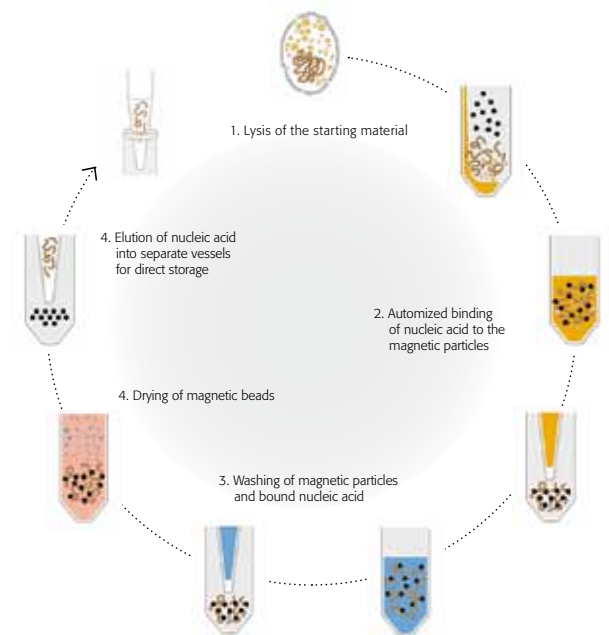 1. Lysis of the starting material
2. Automized binding
of nucleic acid to the
magnetic particles
3. Washing of magnetic particles
and bound nucleic acid
4. Drying of magnetic beads
4. Elution of nucleic acid
into separate vessels
for direct storage